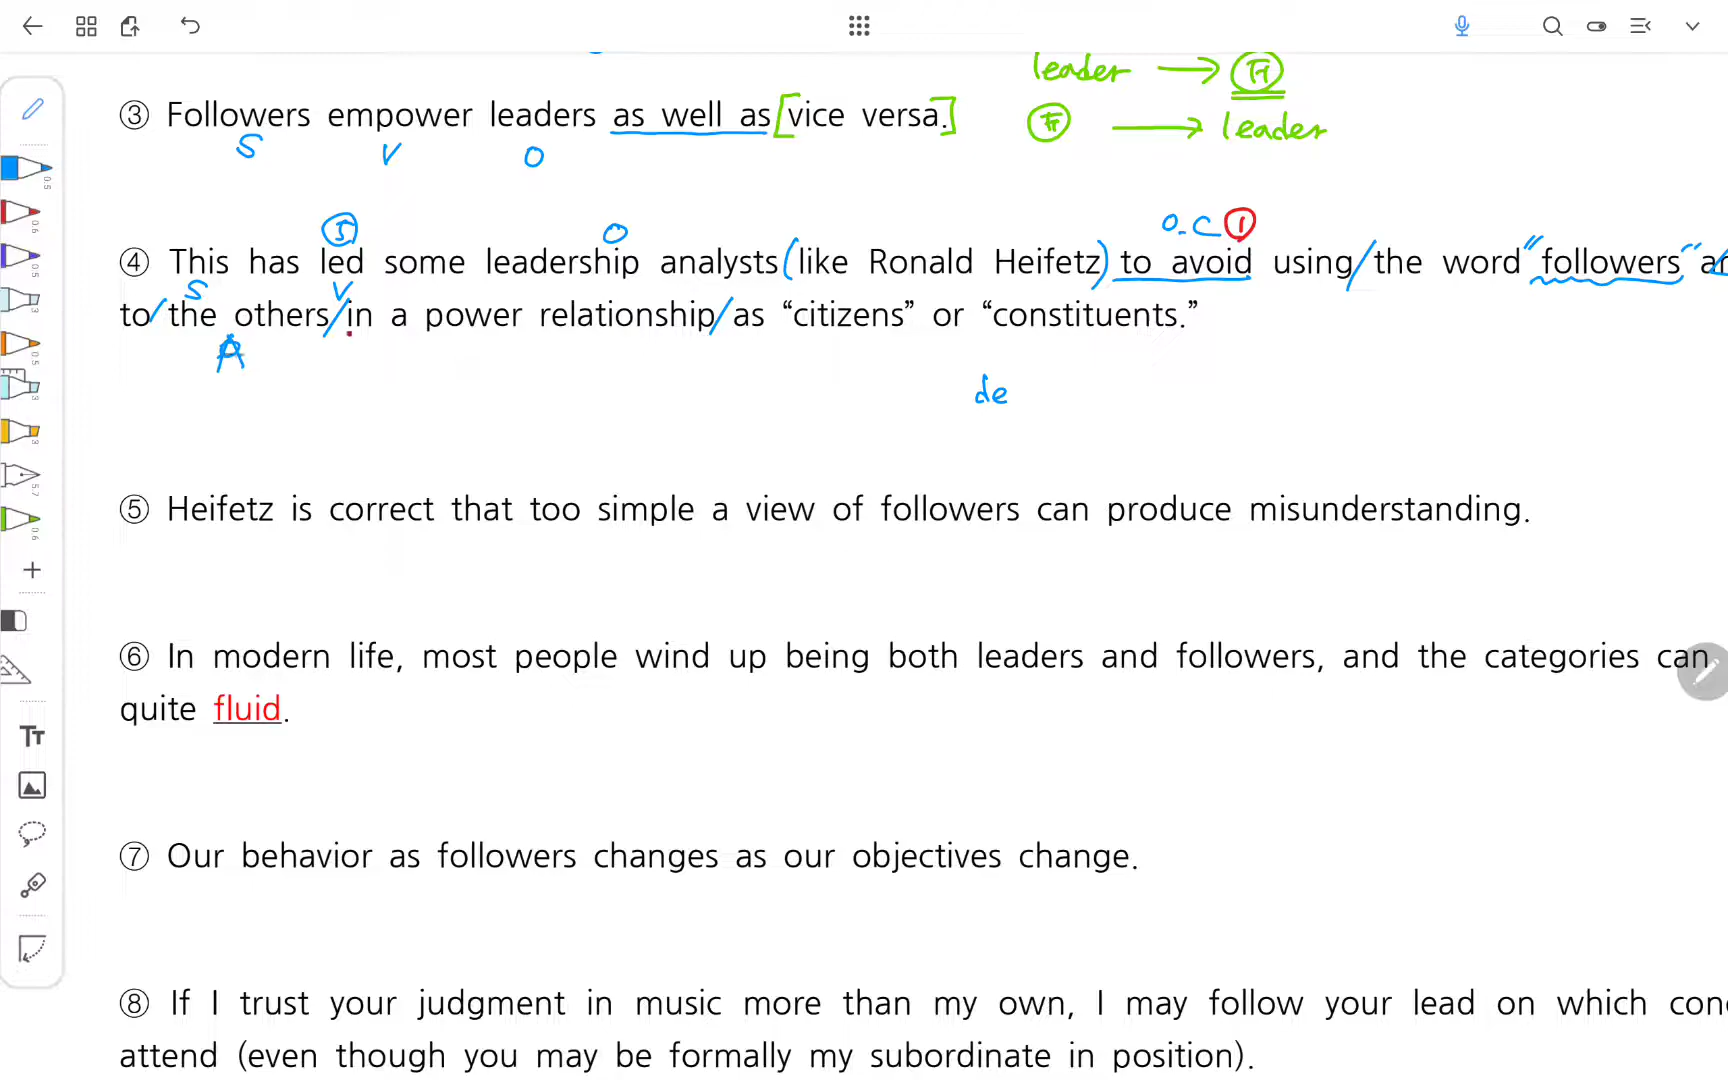 leader → F
③ Followers empower leaders as well as [vice versa.] F → leader
S V O
⑤ O O.C ①
④ This has led some leadership analysts (like Ronald Heifetz) to avoid using / the word "followers"
S V
to / the others / in a power relationship / as “citizens” or “constituents.”
A
de
⑤ Heifetz is correct that too simple a view of followers can produce misunderstanding.
⑥ In modern life, most people wind up being both leaders and followers, and the categories can
quite fluid.
⑦ Our behavior as followers changes as our objectives change.
⑧ If I trust your judgment in music more than my own, I may follow your lead on which
attend (even though you may be formally my subordinate in position).